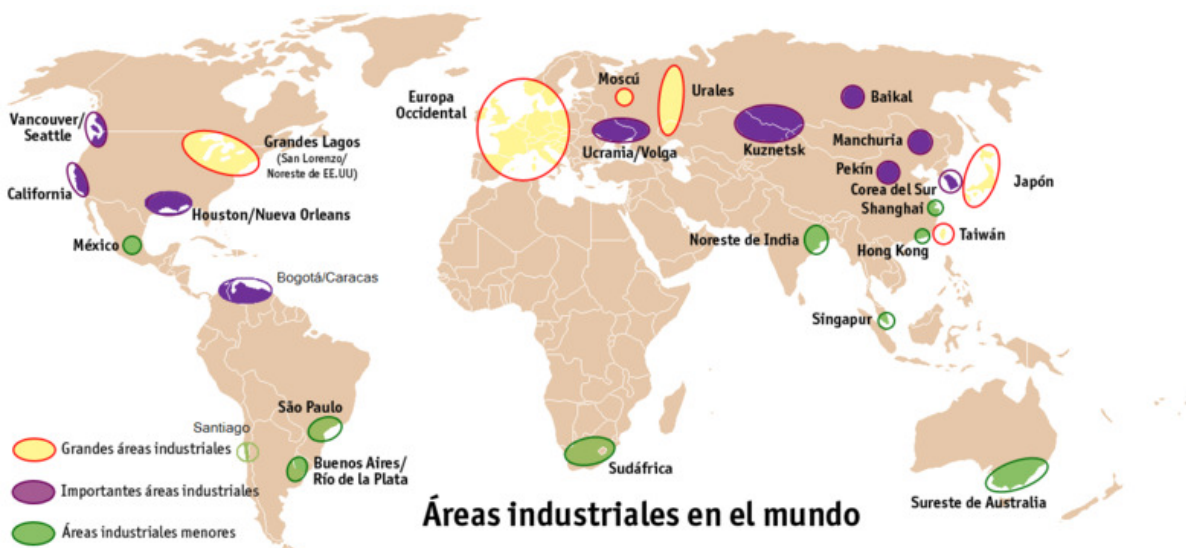 Vancouver/
Seattle
Grandes Lagos
(San Lorenzo/
Noreste de EE.UU)
California
Houston/Nueva Orleans
México
Bogotá/Caracas
São Paulo
Santiago
Buenos Aires/
Río de la Plata
Europa
Occidental
Moscú
Urales
Ucrania/Volga
Kuznetsk
Baikal
Manchuria
Pekín
Corea del Sur
Japón
Shanghai
Taiwán
Hong Kong
Noreste de India
Singapur
Sudáfrica
Sureste de Australia
Grandes áreas industriales
Importantes áreas industriales
Áreas industriales menores
Áreas industriales en el mundo